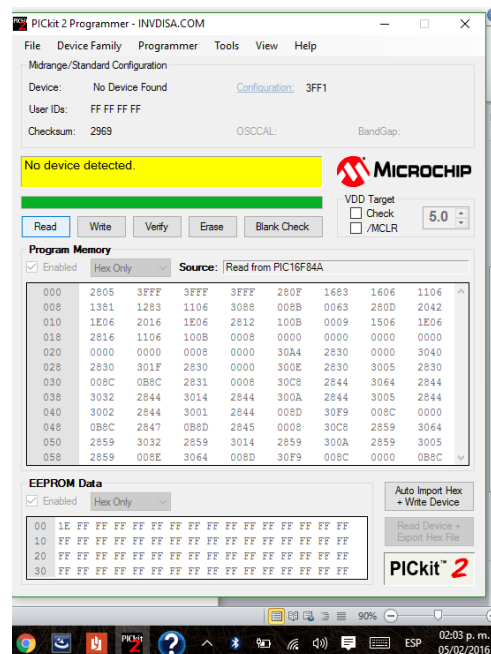 PICkit 2 Programmer - INVDISA.COM
File Device Family Programmer Tools View Help
Midrange/Standard Configuration
Device: No Device Found Configuration: 3FF1
User IDs: FF FF FF FF
Checksum: 2969 OSCCAL: BandGap:
No device detected.
MICROCHIP
VDD Target
Check
/MCLR
5.0
Read Write Verify Erase Blank Check
Program Memory
Enabled Hex Only Source: Read from PIC16F84A
000 2805 3FFF 3FFF 3FFF 280F 1683 1606 1106
008 1381 1283 1106 3088 008B 0063 280D 2042
010 1E06 2016 1E06 2812 100B 0009 1506 1E06
018 2816 1106 100B 0008 0000 0000 0000 0000
020 0000 0000 0008 0000 30A4 2830 0000 3040
028 2830 301F 2830 0000 300E 2830 3005 2830
030 008C 0B8C 2831 0008 30C8 2844 3064 2844
038 3032 2844 3014 2844 300A 2844 3005 2844
040 3002 2844 3001 2844 008D 30F9 008C 0000
048 0B8C 2847 0B8D 2845 0008 30C8 2859 3064
050 2859 3032 2859 3014 2859 300A 2859 3005
058 2859 008E 3064 008D 30F9 008C 0000 0B8C
EEPROM Data
Enabled Hex Only
Auto Import Hex
+ Write Device
00 1E FF FF FF FF FF FF FF FF FF FF FF FF FF FF FF
10 FF FF FF FF FF FF FF FF FF FF FF FF FF FF FF FF
20 FF FF FF FF FF FF FF FF FF FF FF FF FF FF FF FF
30 FF FF FF FF FF FF FF FF FF FF FF FF FF FF FF FF
Read Device +
Export Hex File
PICkit™ 2
90%
ESP
02:03 p. m.
05/02/2016